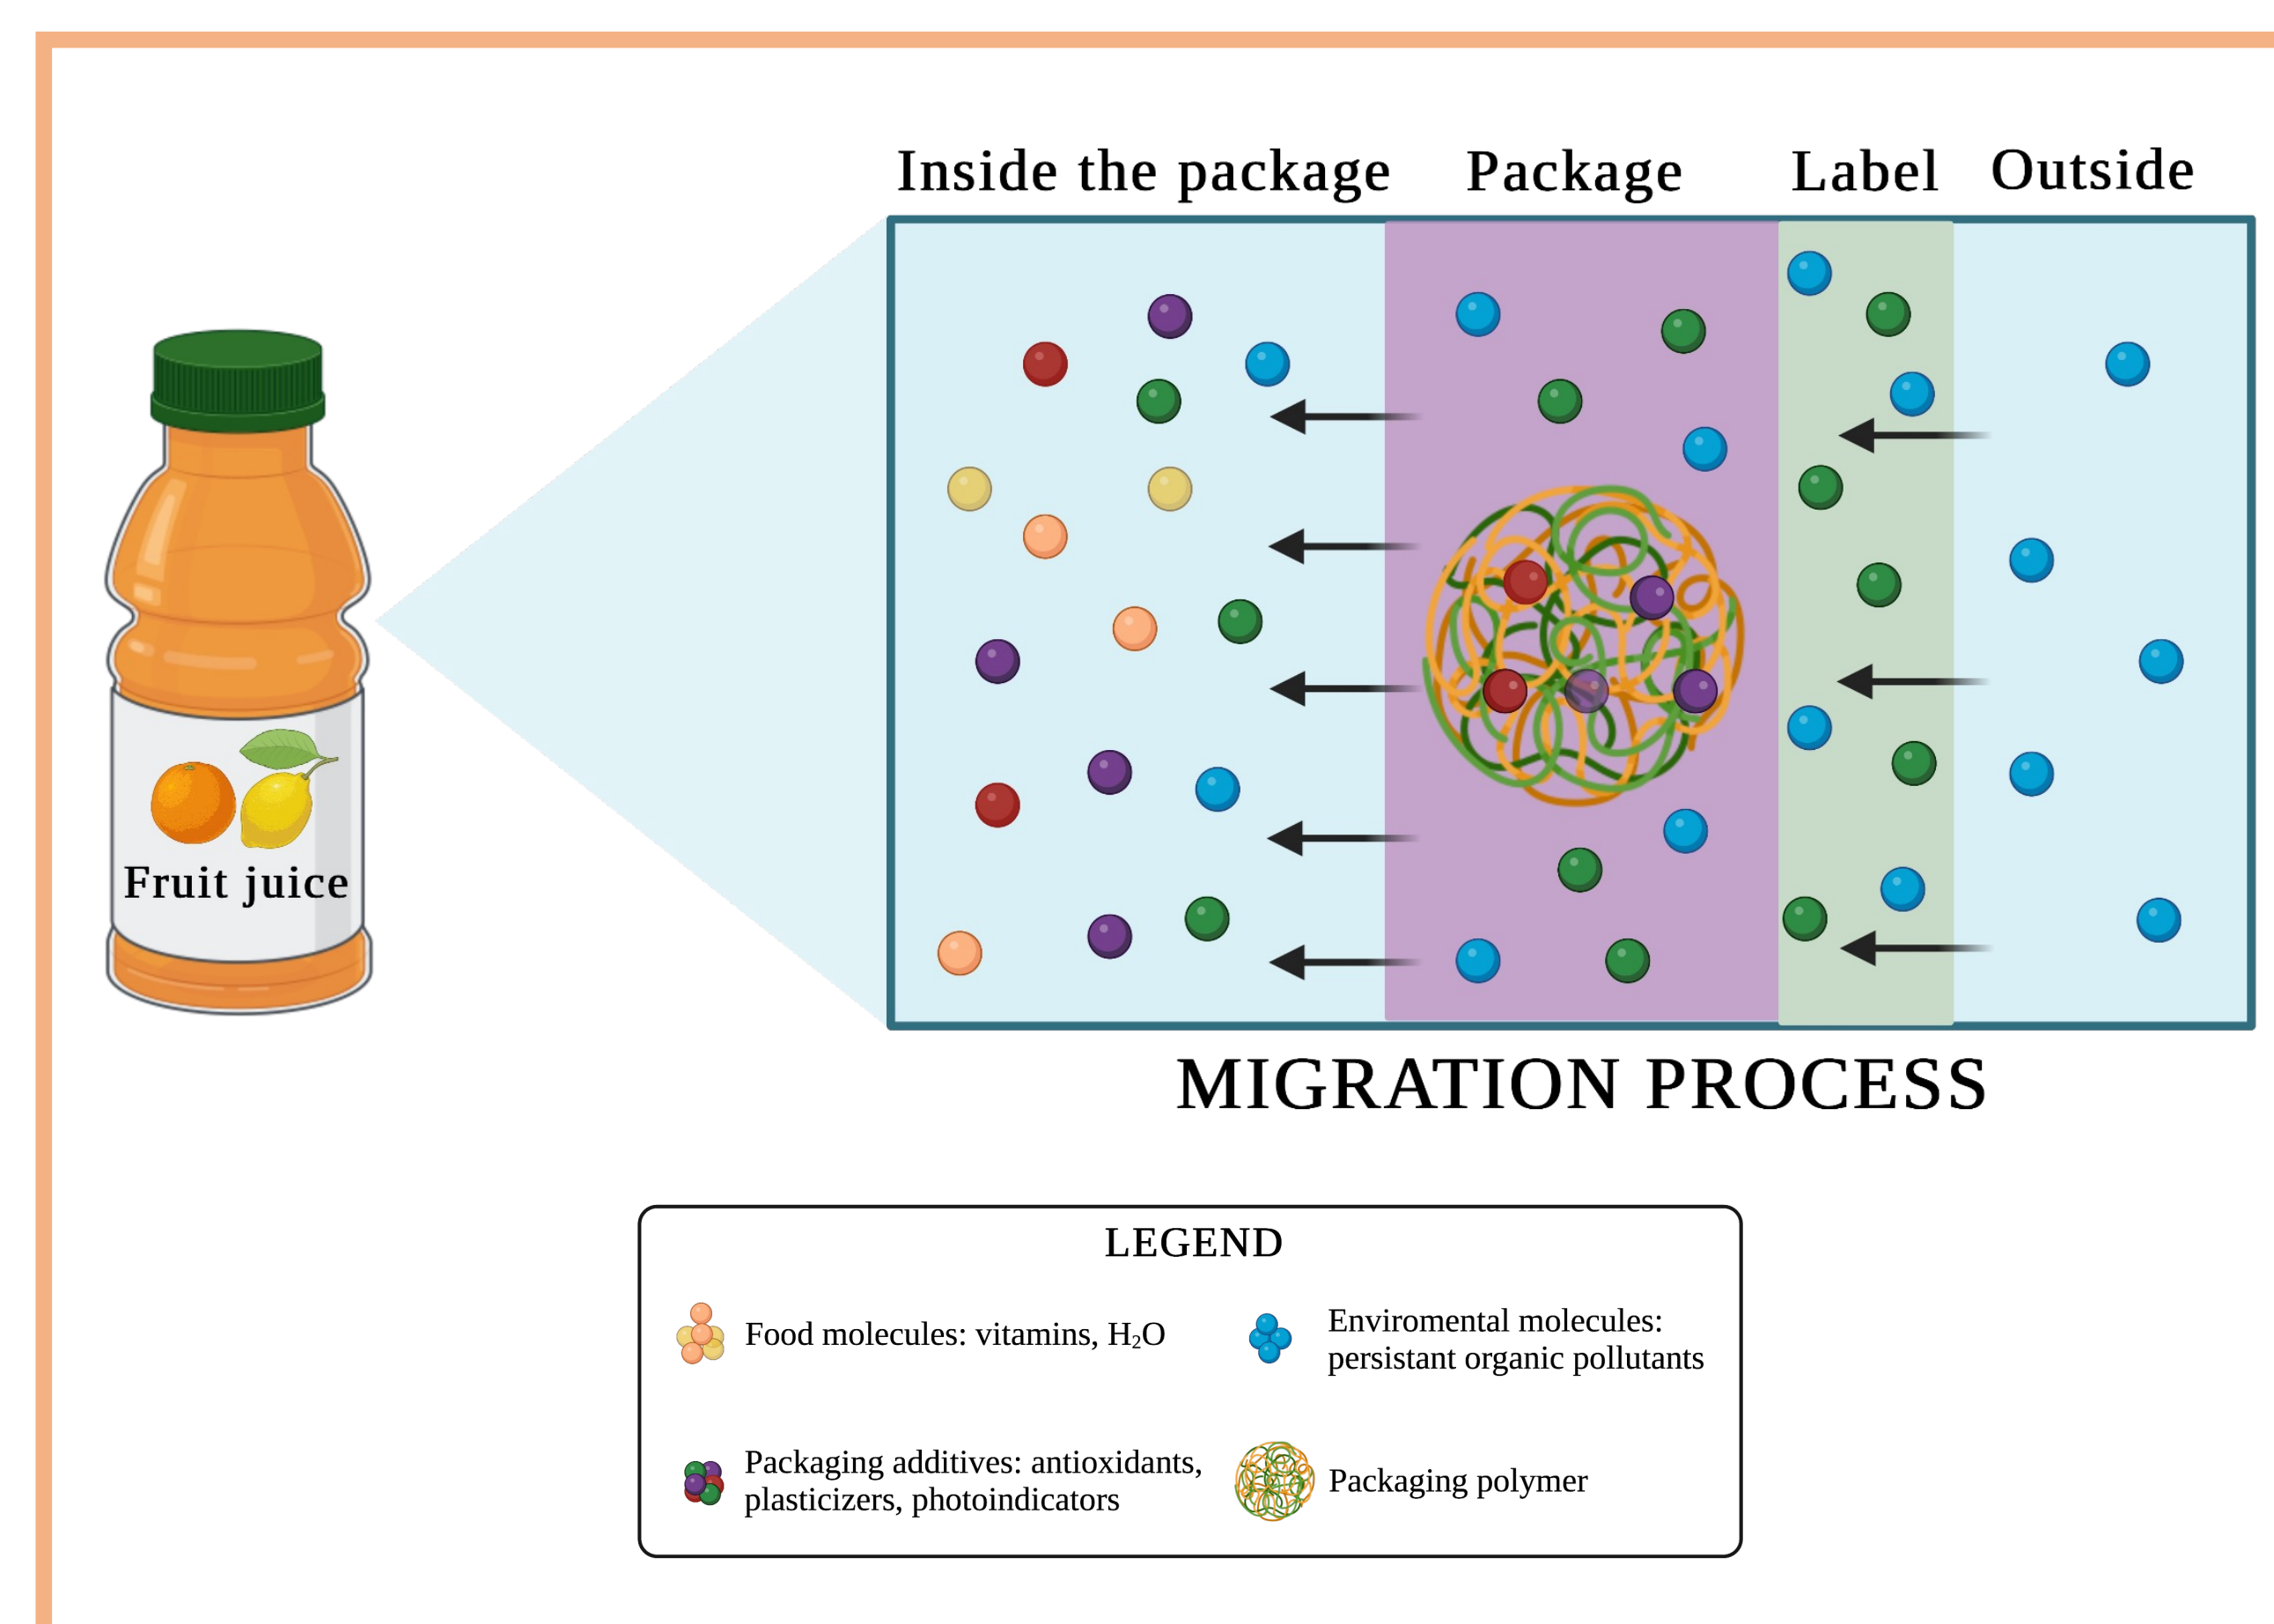 Inside the package
Package
Label
Outside
Fruit juice
MIGRATION PROCESS
LEGEND
Food molecules: vitamins, H₂O
Enviromental molecules:
persistant organic pollutants
Packaging additives: antioxidants,
plasticizers, photoindicators
Packaging polymer